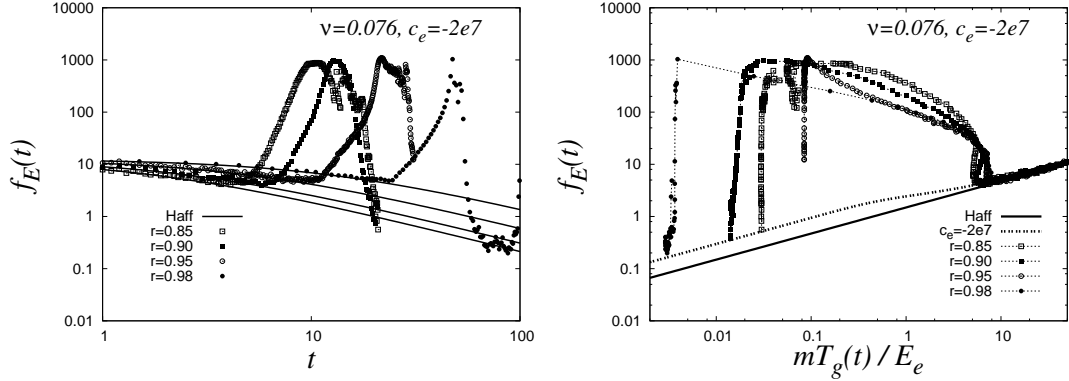 ν=0.076, c_e=-2e7
10000
1000
100
10
1
0.1
0.01
f_E(t)
Haff
r=0.85
r=0.90
r=0.95
r=0.98
1
10
100
t
ν=0.076, c_e=-2e7
10000
1000
100
10
1
0.1
0.01
f_E(t)
Haff
c_e=-2e7
r=0.85
r=0.90
r=0.95
r=0.98
0.01
0.1
1
10
mT_g(t) / E_e